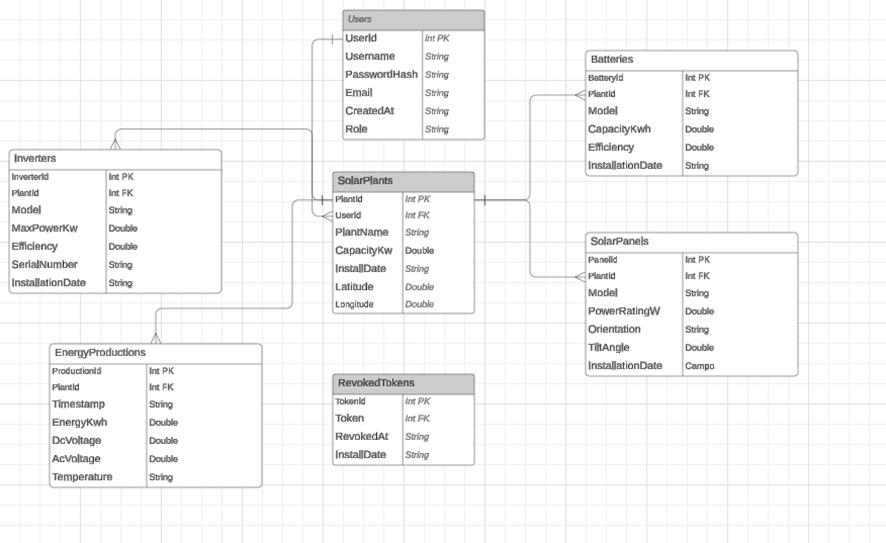 Users
UserId Int PK
Username String
PasswordHash String
Email String
CreatedAt String
Role String
Batteries
BatteryId Int PK
PlantId Int FK
Model String
CapacityKwh Double
Efficiency Double
InstallationDate String
Inverters
InverterId Int PK
PlantId Int FK
Model String
MaxPowerKw Double
Efficiency Double
SerialNumber String
InstallationDate String
SolarPlants
PlantId Int PK
UserId Int FK
PlantName String
CapacityKw Double
InstallDate String
Latitude Double
Longitude Double
SolarPanels
PanelId Int PK
PlantId Int FK
Model String
PowerRatingW Double
Orientation String
TiltAngle Double
InstallationDate Campo
EnergyProductions
ProductionId Int PK
PlantId Int FK
Timestamp String
EnergyKwh Double
DcVoltage Double
AcVoltage Double
Temperature String
RevokedTokens
TokenId Int PK
Token Int FK
RevokedAt String
InstallDate String